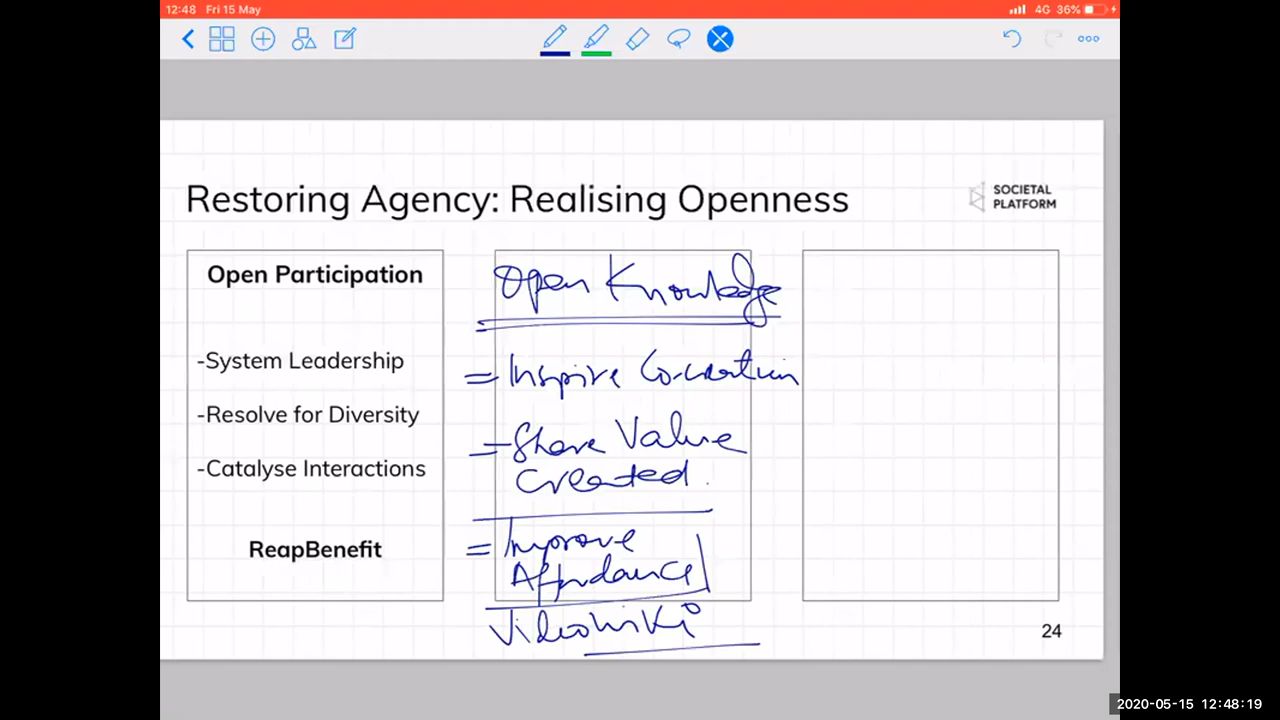 12:48 Fri 15 May
4G 36%
Restoring Agency: Realising Openness
SOCIETAL
PLATFORM
Open Participation
-System Leadership
-Resolve for Diversity
-Catalyse Interactions
ReapBenefit
Open Knowledge
= Inspire Co-creation
= Share Value
Created.
= Improve
Affordance
Videowiki
24
2020-05-15 12:48:19